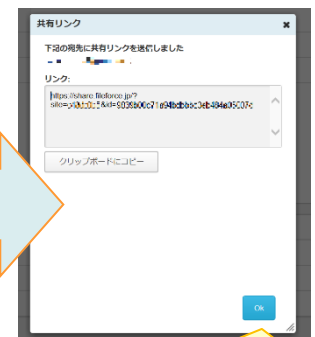 共有リンク
下記の宛先に共有リンクを送信しました
リンク:
https://share.fileforce.jp/?
クリップボードにコピー
Ok